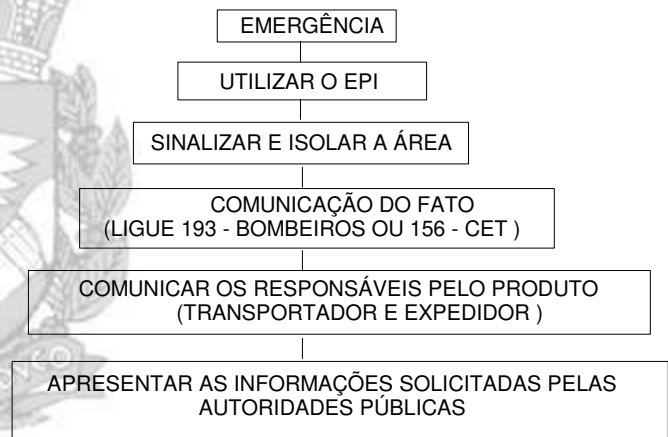 EMERGÊNCIA
UTILIZAR O EPI
SINALIZAR E ISOLAR A ÁREA
COMUNICAÇÃO DO FATO
(LIGUE 193 - BOMBEIROS OU 156 - CET )
COMUNICAR OS RESPONSÁVEIS PELO PRODUTO
(TRANSPORTADOR E EXPEDIDOR )
APRESENTAR AS INFORMAÇÕES SOLICITADAS PELAS
AUTORIDADES PÚBLICAS